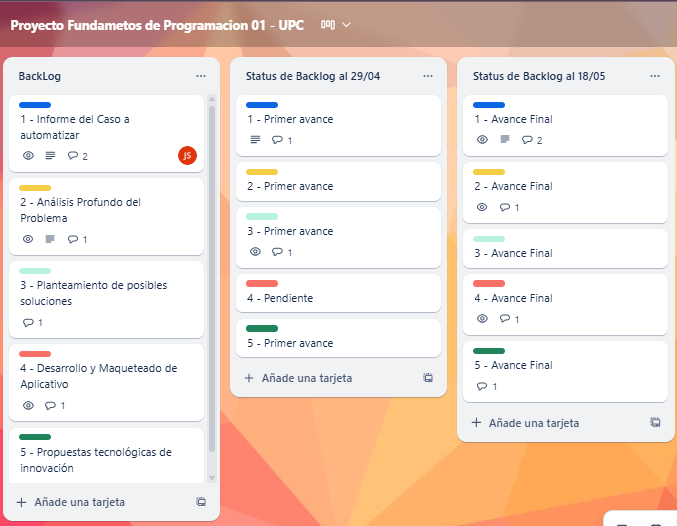 Proyecto Fundametos de Programacion 01 - UPC
BackLog
1 - Informe del Caso a
automatizar
2
JS
2 - Análisis Profundo del
Problema
1
3 - Planteamiento de posibles
soluciones
1
4 - Desarrollo y Maqueteado de
Aplicativo
1
5 - Propuestas tecnológicas de
innovación
Añade una tarjeta
Status de Backlog al 29/04
1 - Primer avance
1
2 - Primer avance
3 - Primer avance
1
4 - Pendiente
5 - Primer avance
Añade una tarjeta
Status de Backlog al 18/05
1 - Avance Final
2
2 - Avance Final
1
3 - Avance Final
4 - Avance Final
1
5 - Avance Final
1
Añade una tarjeta